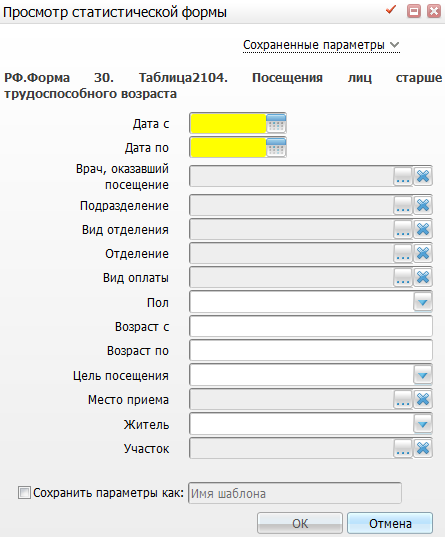 Просмотр статистической формы
Сохраненные параметры
РФ.Форма 30. Таблица2104. Посещения лиц старше
трудоспособного возраста
Дата с
Дата по
Врач, оказавший
посещение
...
Подразделение
...
Вид отделения
...
Отделение
...
Вид оплаты
...
Пол
Возраст с
Возраст по
Цель посещения
Место приема
...
Житель
Участок
...
Сохранить параметры как: Имя шаблона
ОК Отмена